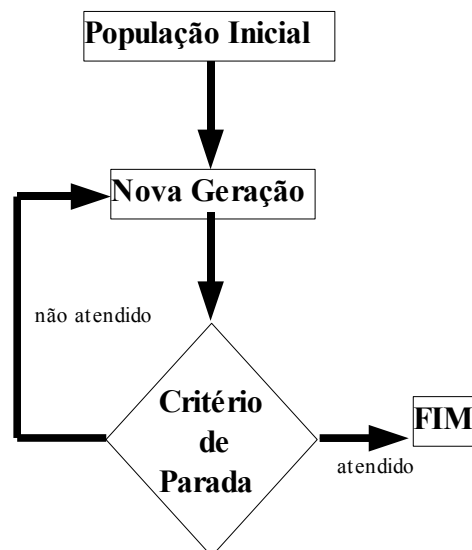 População Inicial
Nova Geração
não atendido
Critério
de
Parada
FIM
atendido